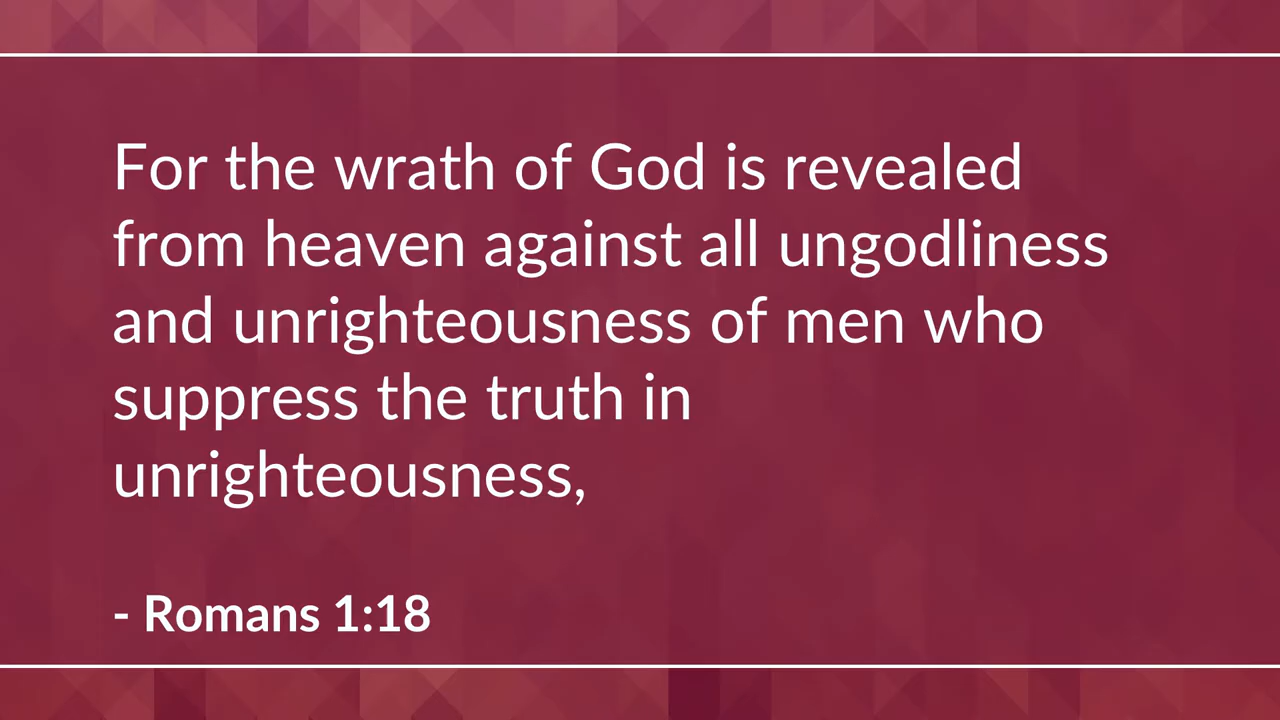 For the wrath of God is revealed
from heaven against all ungodliness
and unrighteousness of men who
suppress the truth in
unrighteousness,
- Romans 1:18